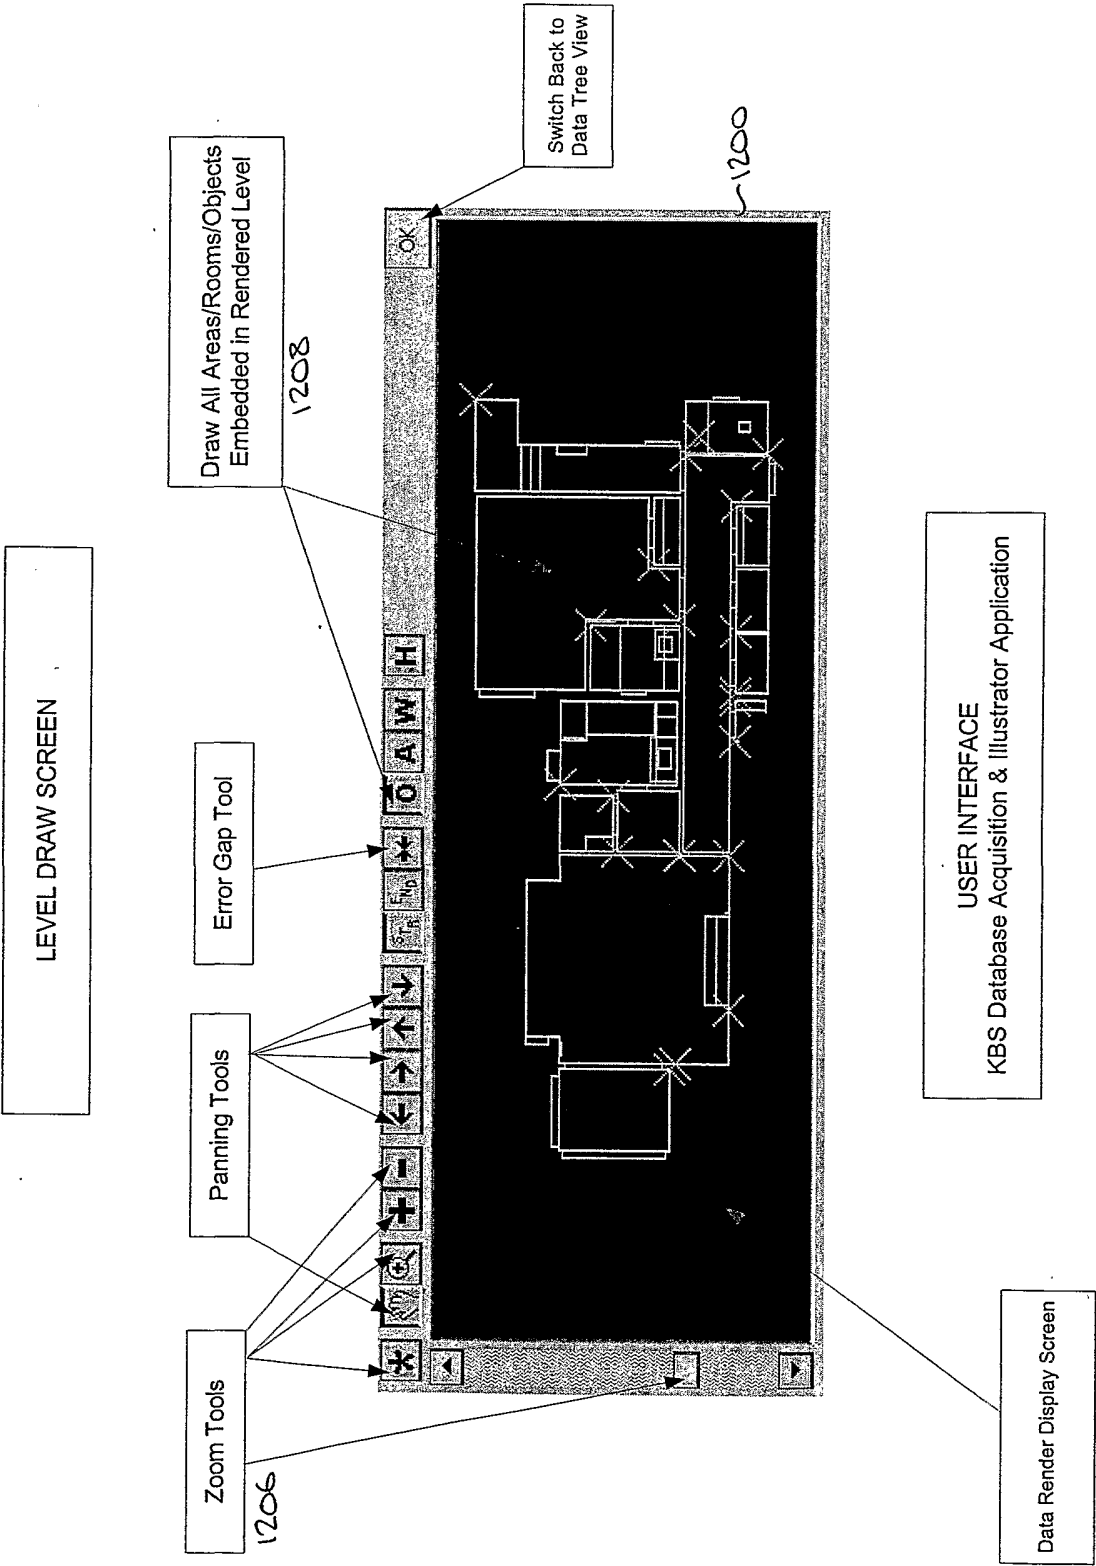 LEVEL DRAW SCREEN
Zoom Tools
1206
Panning Tools
Error Gap Tool
Draw All Areas/Rooms/Objects
Embedded in Rendered Level
1208
Switch Back to
Data Tree View
STR
END
O
A
W
H
OK
1200
Data Render Display Screen
USER INTERFACE
KBS Database Acquisition & Illustrator Application